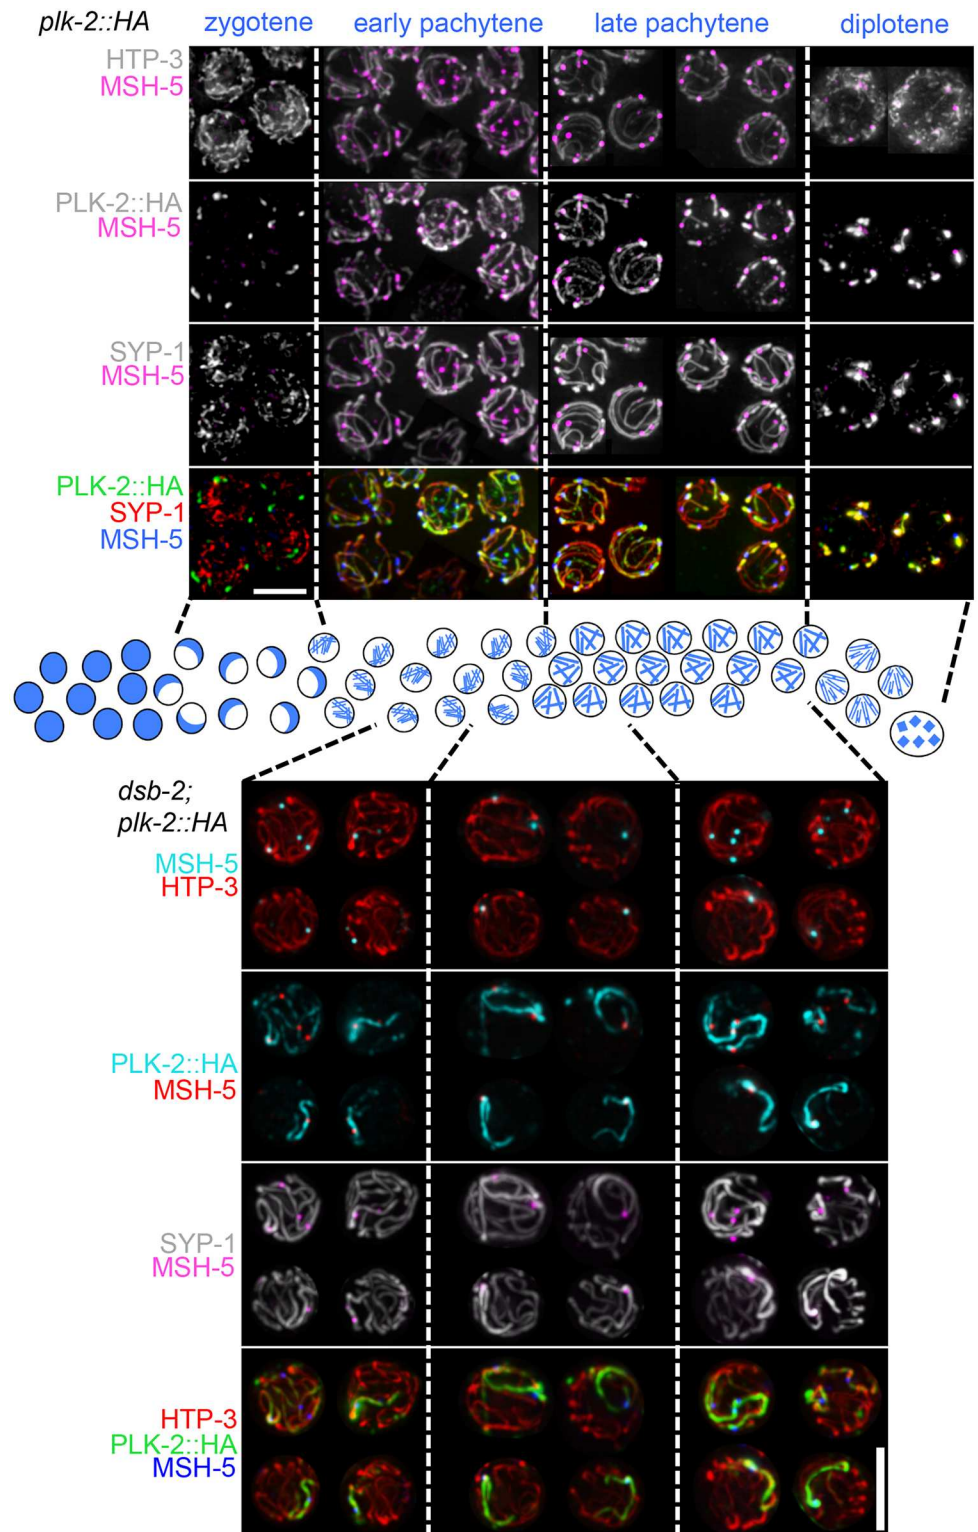 plk-2::HA zygotene early pachytene late pachytene diplotene
HTP-3
MSH-5
PLK-2::HA
MSH-5
SYP-1
MSH-5
PLK-2::HA
SYP-1
MSH-5
dsb-2;
plk-2::HA
MSH-5
HTP-3
PLK-2::HA
MSH-5
SYP-1
MSH-5
HTP-3
PLK-2::HA
MSH-5